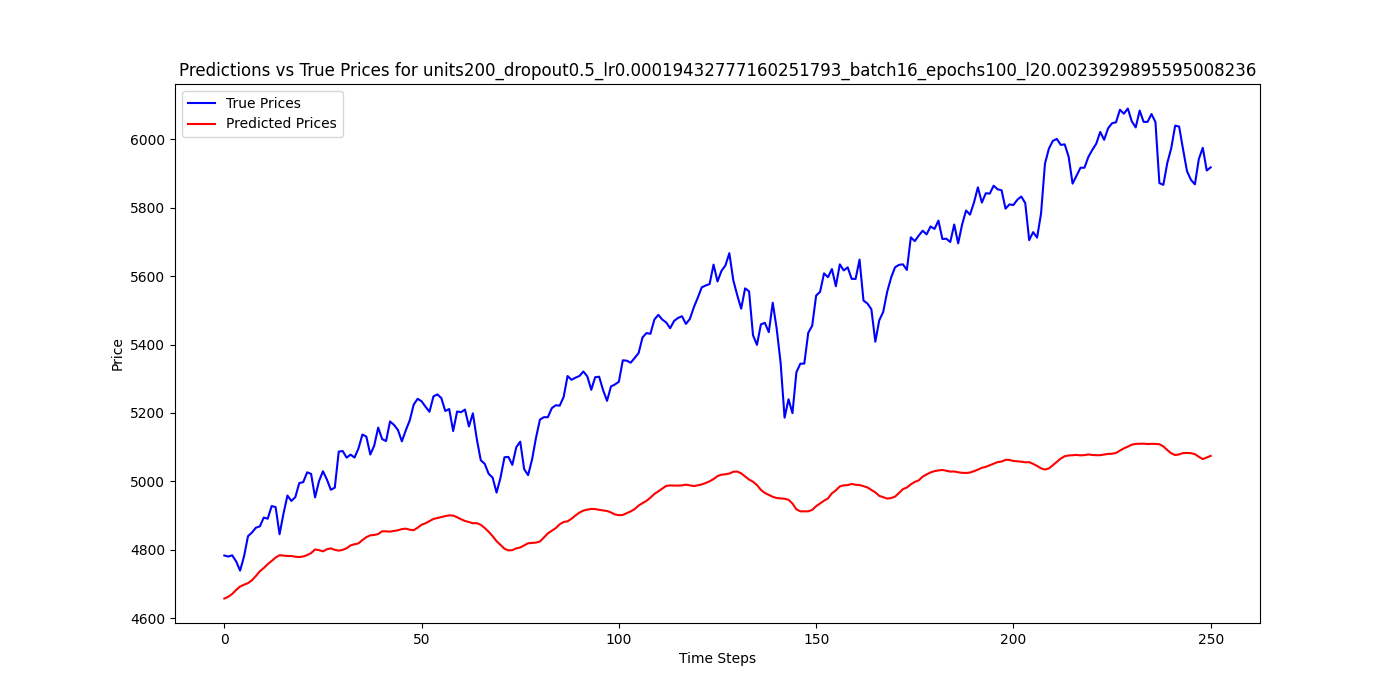 Predictions vs True Prices for units200_dropout0.5_lr0.00019432777160251793_batch16_epochs100_l20.0023929895595008236
True Prices
Predicted Prices
6000
5800
5600
5400
5200
5000
4800
4600
Price
0 50 100 150 200 250
Time Steps